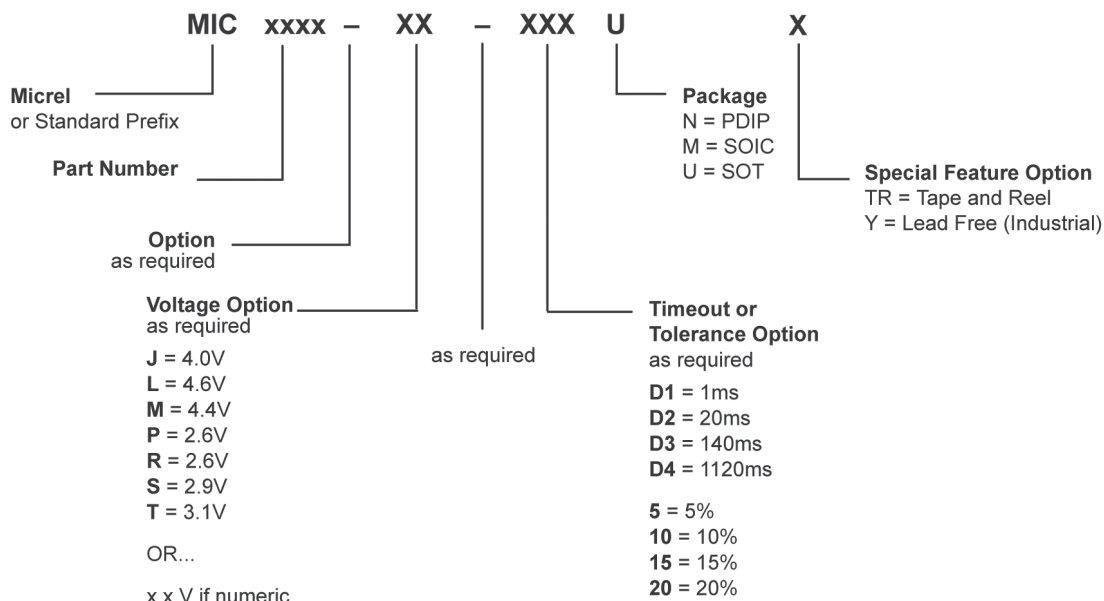 MIC xxxx – XX – XXX U X
Micrel
or Standard Prefix
Part Number
Option
as required
Voltage Option
as required
J = 4.0V
L = 4.6V
M = 4.4V
P = 2.6V
R = 2.6V
S = 2.9V
T = 3.1V
OR...
x.x V if numeric
as required
Timeout or
Tolerance Option
as required
D1 = 1ms
D2 = 20ms
D3 = 140ms
D4 = 1120ms
5 = 5%
10 = 10%
15 = 15%
20 = 20%
Package
N = PDIP
M = SOIC
U = SOT
Special Feature Option
TR = Tape and Reel
Y = Lead Free (Industrial)